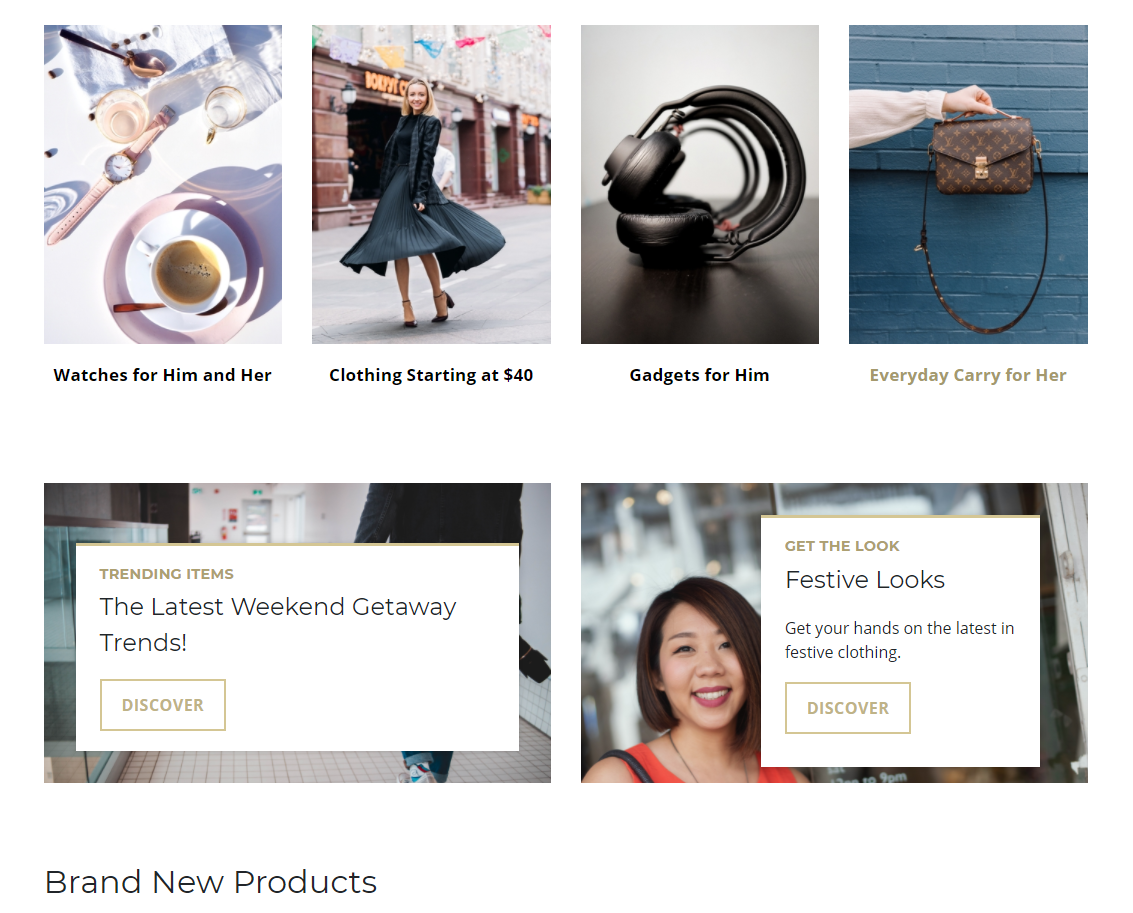 Watches for Him and Her
Clothing Starting at $40
Gadgets for Him
Everyday Carry for Her
TRENDING ITEMS
The Latest Weekend Getaway
Trends!
DISCOVER
GET THE LOOK
Festive Looks
Get your hands on the latest in
festive clothing.
DISCOVER
to 9pm
Brand New Products